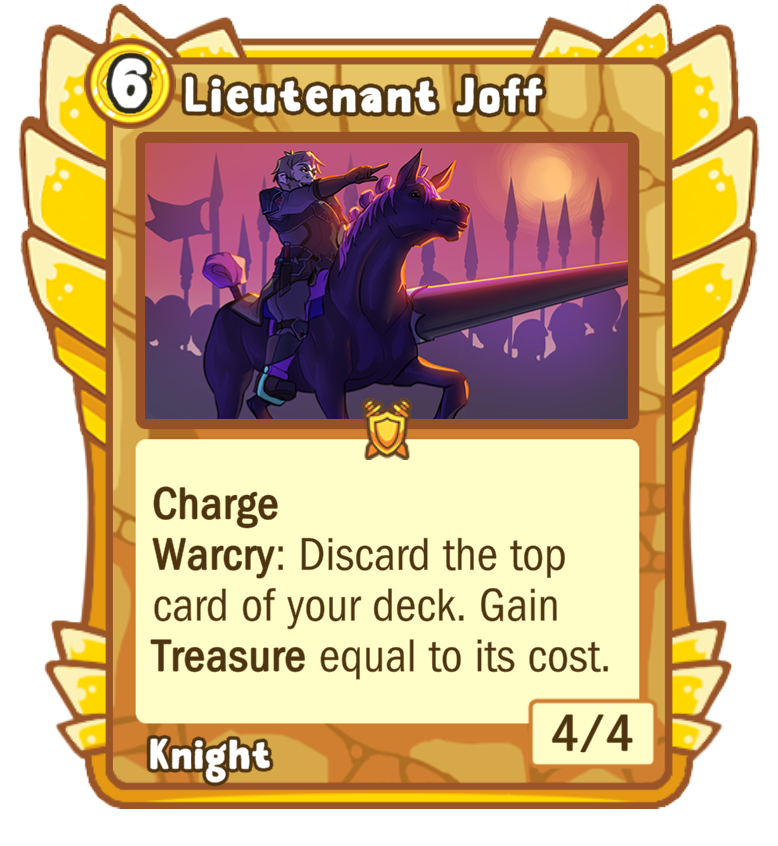 6
Lieutenant Joff
Charge
Warcry: Discard the top
card of your deck. Gain
Treasure equal to its cost.
4/4
Knight